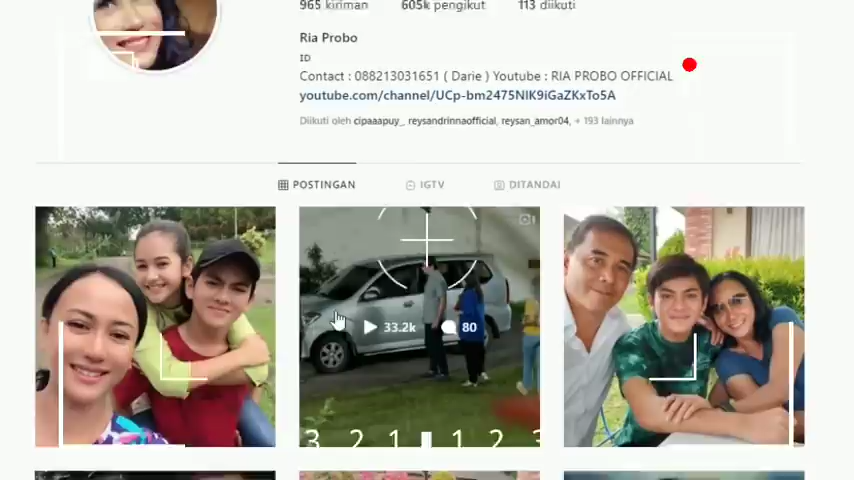 965 kiriman 605k pengikut 113 diikuti
Ria Probo
ID
Contact : 088213031651 ( Darie ) Youtube : RIA PROBO OFFICIAL
youtube.com/channel/UCp-bm2475NIK9iGaZKxTo5A
Diikuti oleh cipaaapuy_, reysandrinnaofficial, reysan_amor04, + 193 lainnya
POSTINGAN IGTV DITANDAI
33.2k 80
3 2 1 1 2 3